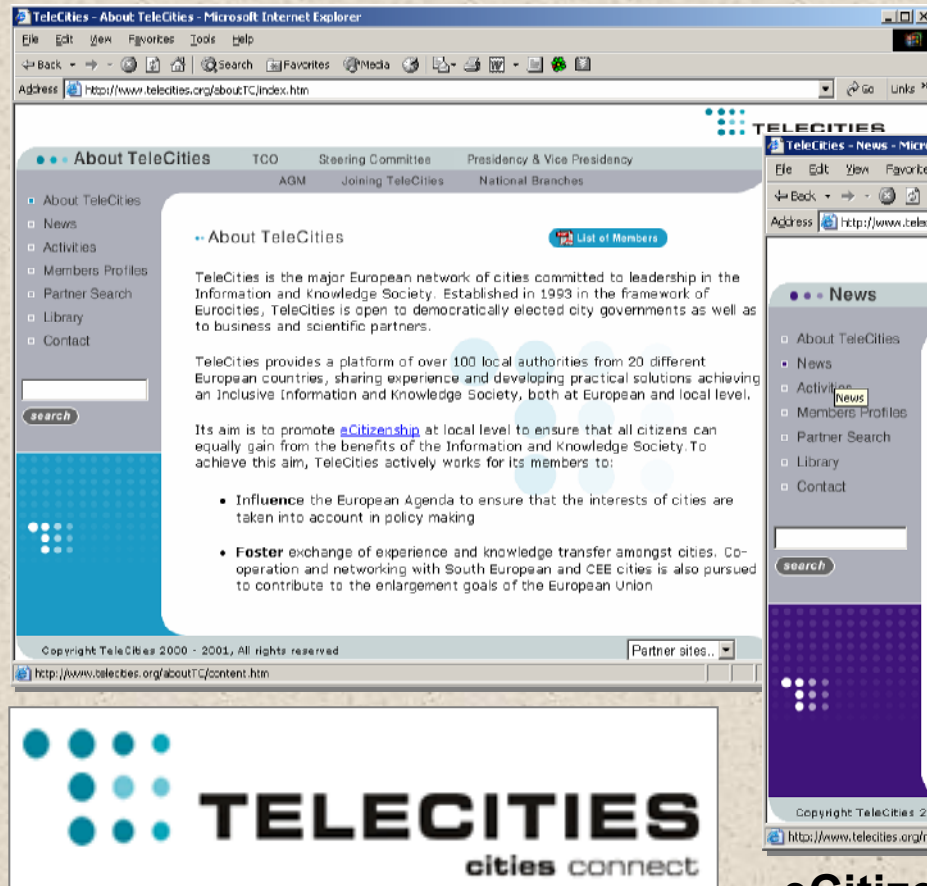 TeleCities - About TeleCities - Microsoft Internet Explorer
File Edit View Favorites Tools Help
Back Search Favorites Media
Address http://www.telecities.org/aboutTC/index.htm Go Links
TELECITIES
About TeleCities TCO Steering Committee Presidency & Vice Presidency
AGM Joining TeleCities National Branches
About TeleCities
News
Activities
Members Profiles
Partner Search
Library
Contact
search
About TeleCities List of Members
TeleCities is the major European network of cities committed to leadership in the
Information and Knowledge Society. Established in 1993 in the framework of
Eurocities, TeleCities is open to democratically elected city governments as well as
to business and scientific partners.
TeleCities provides a platform of over 100 local authorities from 20 different
European countries, sharing experience and developing practical solutions achieving
an Inclusive Information and Knowledge Society, both at European and local level.
Its aim is to promote eCitizenship at local level to ensure that all citizens can
equally gain from the benefits of the Information and Knowledge Society. To
achieve this aim, TeleCities actively works for its members to:
• Influence the European Agenda to ensure that the interests of cities are
taken into account in policy making
• Foster exchange of experience and knowledge transfer amongst cities. Co-
operation and networking with South European and CEE cities is also pursued
to contribute to the enlargement goals of the European Union
Copyright TeleCities 2000 - 2001, All rights reserved Partner sites..
http://www.telecities.org/aboutTC/content.htm
TeleCities - News - Micro
File Edit View Favorite
Back
Address http://www.tele
News
About TeleCities
News
Activities
News
Members Profiles
Partner Search
Library
Contact
search
Copyright TeleCities 2
http://www.telecities.org/
TELECITIES
cities connect
eCitize